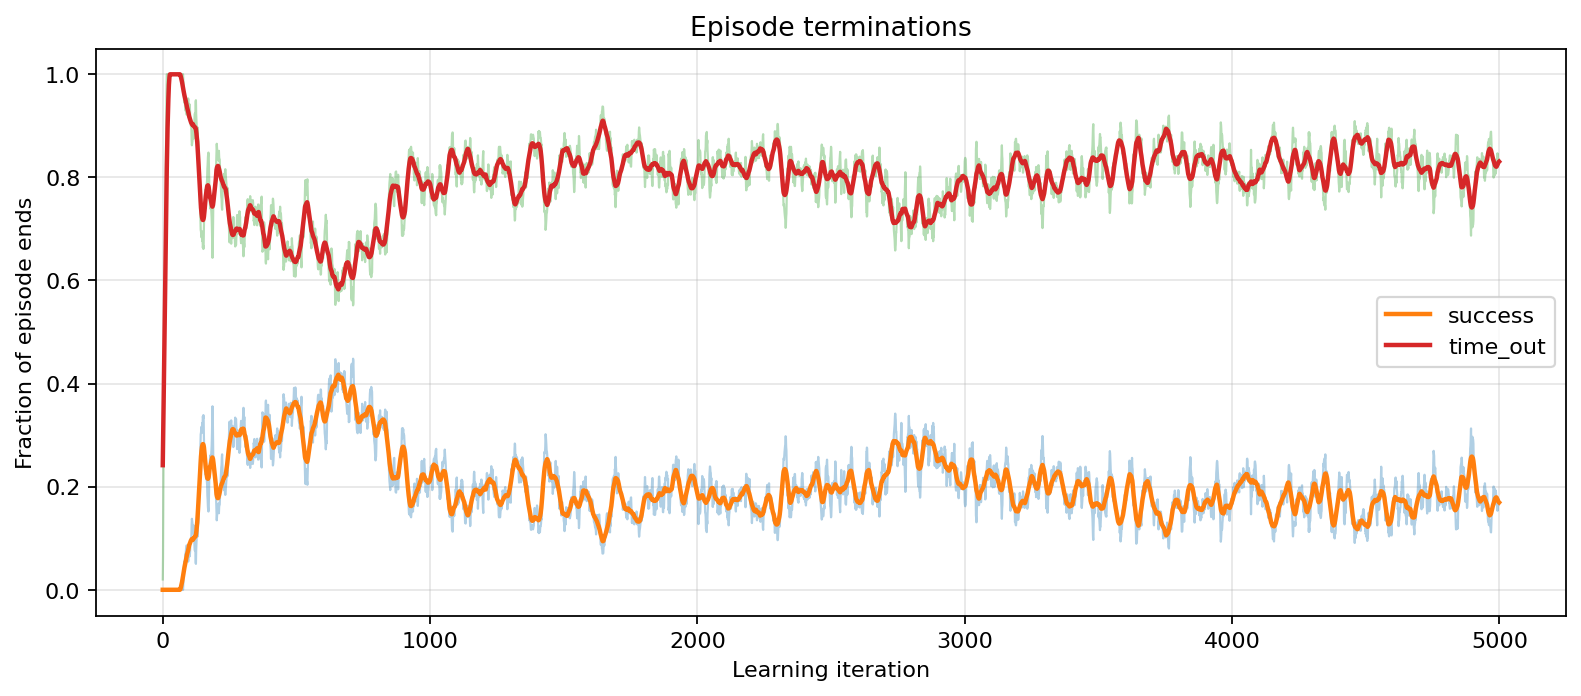 Episode terminations
Fraction of episode ends
1.0
0.8
0.6
0.4
0.2
0.0
success
time_out
0
1000
2000
3000
4000
5000
Learning iteration